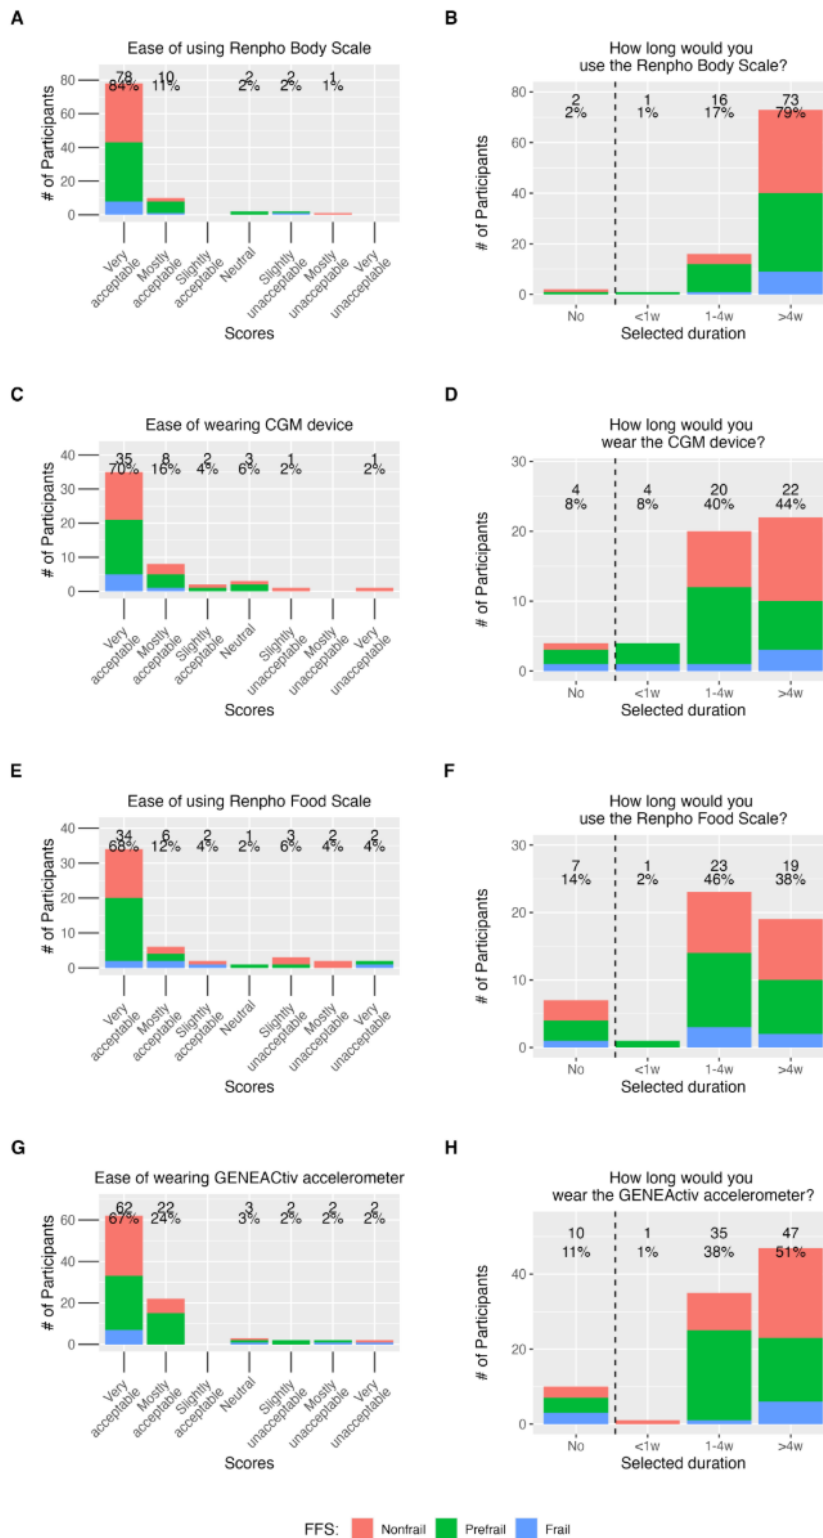 A
Ease of using Renpho Body Scale
78 10 2 2 1
84% 11% 2% 2% 1%
80
60
40
20
0
# of Participants
Very acceptable
Mostly acceptable
Slightly acceptable
Neutral
Slightly unacceptable
Mostly unacceptable
Very unacceptable
Scores
B
How long would you
use the Renpho Body Scale?
2 1 16 73
2% 1% 17% 79%
80
60
40
20
0
# of Participants
No <1w 1-4w >4w
Selected duration
C
Ease of wearing CGM device
35 8 2 3 1 1
70% 16% 4% 6% 2% 2%
40
30
20
10
0
# of Participants
Very acceptable
Mostly acceptable
Slightly acceptable
Neutral
Slightly unacceptable
Mostly unacceptable
Very unacceptable
Scores
D
How long would you
wear the CGM device?
4 4 20 22
8% 8% 40% 44%
30
20
10
0
# of Participants
No <1w 1-4w >4w
Selected duration
E
Ease of using Renpho Food Scale
34 6 2 1 3 2 2
68% 12% 4% 2% 6% 4% 4%
40
30
20
10
0
# of Participants
Very acceptable
Mostly acceptable
Slightly acceptable
Neutral
Slightly unacceptable
Mostly unacceptable
Very unacceptable
Scores
F
How long would you
use the Renpho Food Scale?
7 1 23 19
14% 2% 46% 38%
30
20
10
0
# of Participants
No <1w 1-4w >4w
Selected duration
G
Ease of wearing GENEACtiv accelerometer
62 22 3 2 2 2
67% 24% 3% 2% 2% 2%
60
40
20
0
# of Participants
Very acceptable
Mostly acceptable
Slightly acceptable
Neutral
Slightly unacceptable
Mostly unacceptable
Very unacceptable
Scores
H
How long would you
wear the GENEActiv accelerometer?
10 1 35 47
11% 1% 38% 51%
40
20
0
# of Participants
No <1w 1-4w >4w
Selected duration
FFS: Nonfrail Prefrail Frail